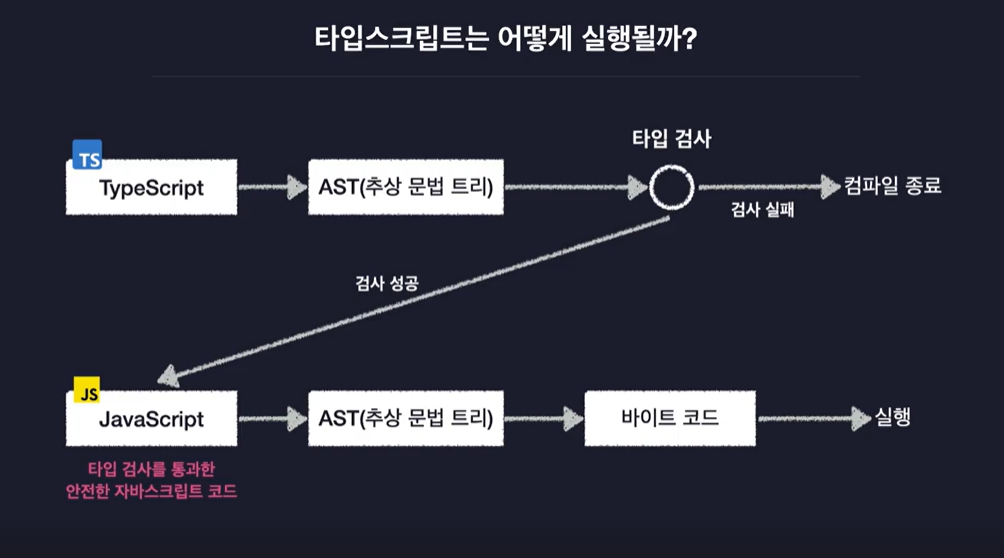 타입스크립트는 어떻게 실행될까?
타입 검사
TS
TypeScript
AST(추상 문법 트리)
컴파일 종료
검사 실패
검사 성공
JS
JavaScript
AST(추상 문법 트리)
바이트 코드
실행
타입 검사를 통과한
안전한 자바스크립트 코드